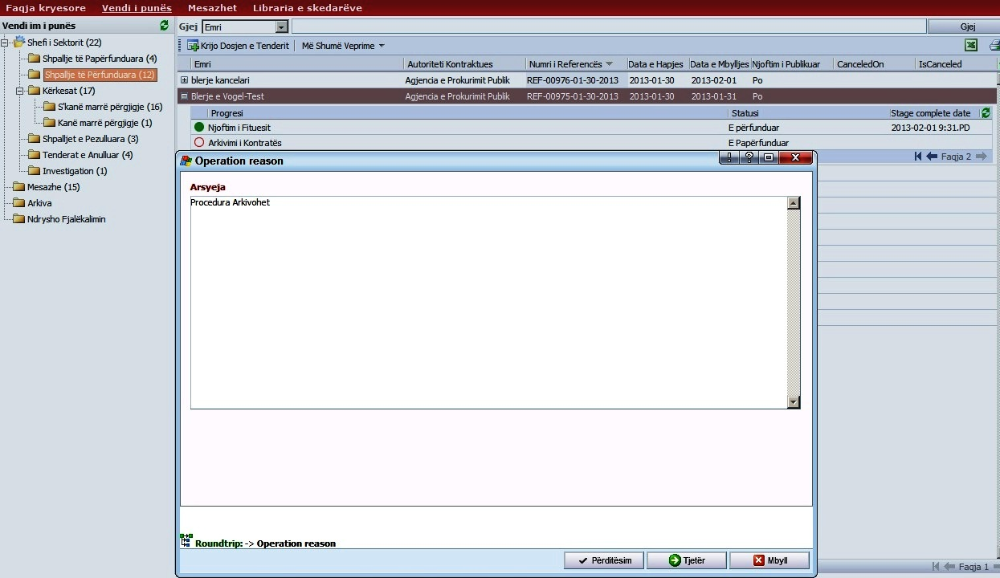 Faqja kryesore Vendi i punës Mesazhet Libraria e skedarëve
Vendi im i punës
Gjej Emri Gjej
Shefi i Sektorit (22)
Shpallje të Papërfunduara (4)
Shpallje të Përfunduara (12)
Kërkesat (17)
S'kanë marrë përgjigje (16)
Kanë marrë përgjigje (1)
Shpalljet e Pezulluara (3)
Tenderat e Anulluar (4)
Investigation (1)
Mesazhe (15)
Arkiva
Ndrysho Fjalëkalimin
Krijo Dosjen e Tenderit Më Shumë Veprime
Emri Autoriteti Kontraktues Numri i Referencës Data e Hapjes Data e Mbylljes Njoftim i Publikuar CanceledOn IsCanceled
blerje kancelari Agjencia e Prokurimit Publik REF-00976-01-30-2013 2013-01-30 2013-02-01 Po
Blerje e Vogel-Test Agjencia e Prokurimit Publik REF-00975-01-30-2013 2013-01-30 2013-01-31 Po
Progresi Statusi Stage complete date
Njoftim i Fituesit E përfunduar 2013-02-01 9:31.PD
Arkivimi i Kontratës E Papërfunduar
Faqja 2
Operation reason
Arsyeja
Procedura Arkivohet
Roundtrip: -> Operation reason
Përditësim Tjetër Mbyll
Faqja 1